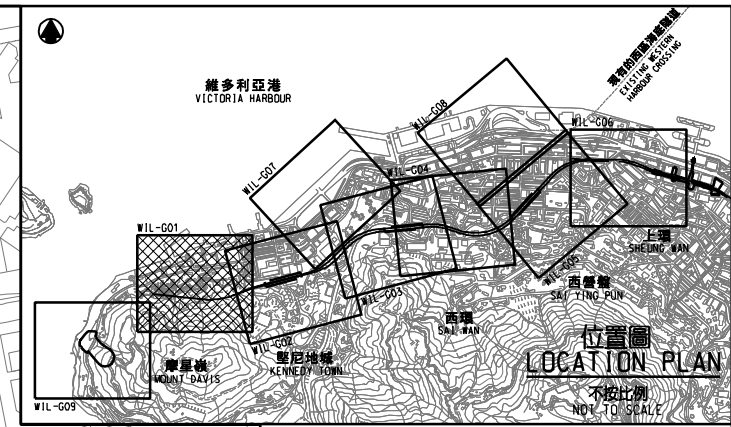 維多利亞港
VICTORIA HARBOUR
現有的西區海底隧道
EXISTING WESTERN
HARBOUR CROSSING
WIL-G08
WIL-G06
WIL-G07
WIL-G04
WIL-G01
上環
SHEUNG WAN
WIL-G05
西營盤
SAI YING PUN
WIL-G03
西環
SAI WAN
WIL-G02
堅尼地城
KENNEDY TOWN
摩星嶺
MOUNT DAVIS
WIL-G09
位置圖
LOCATION PLAN
不按比例
NOT TO SCALE